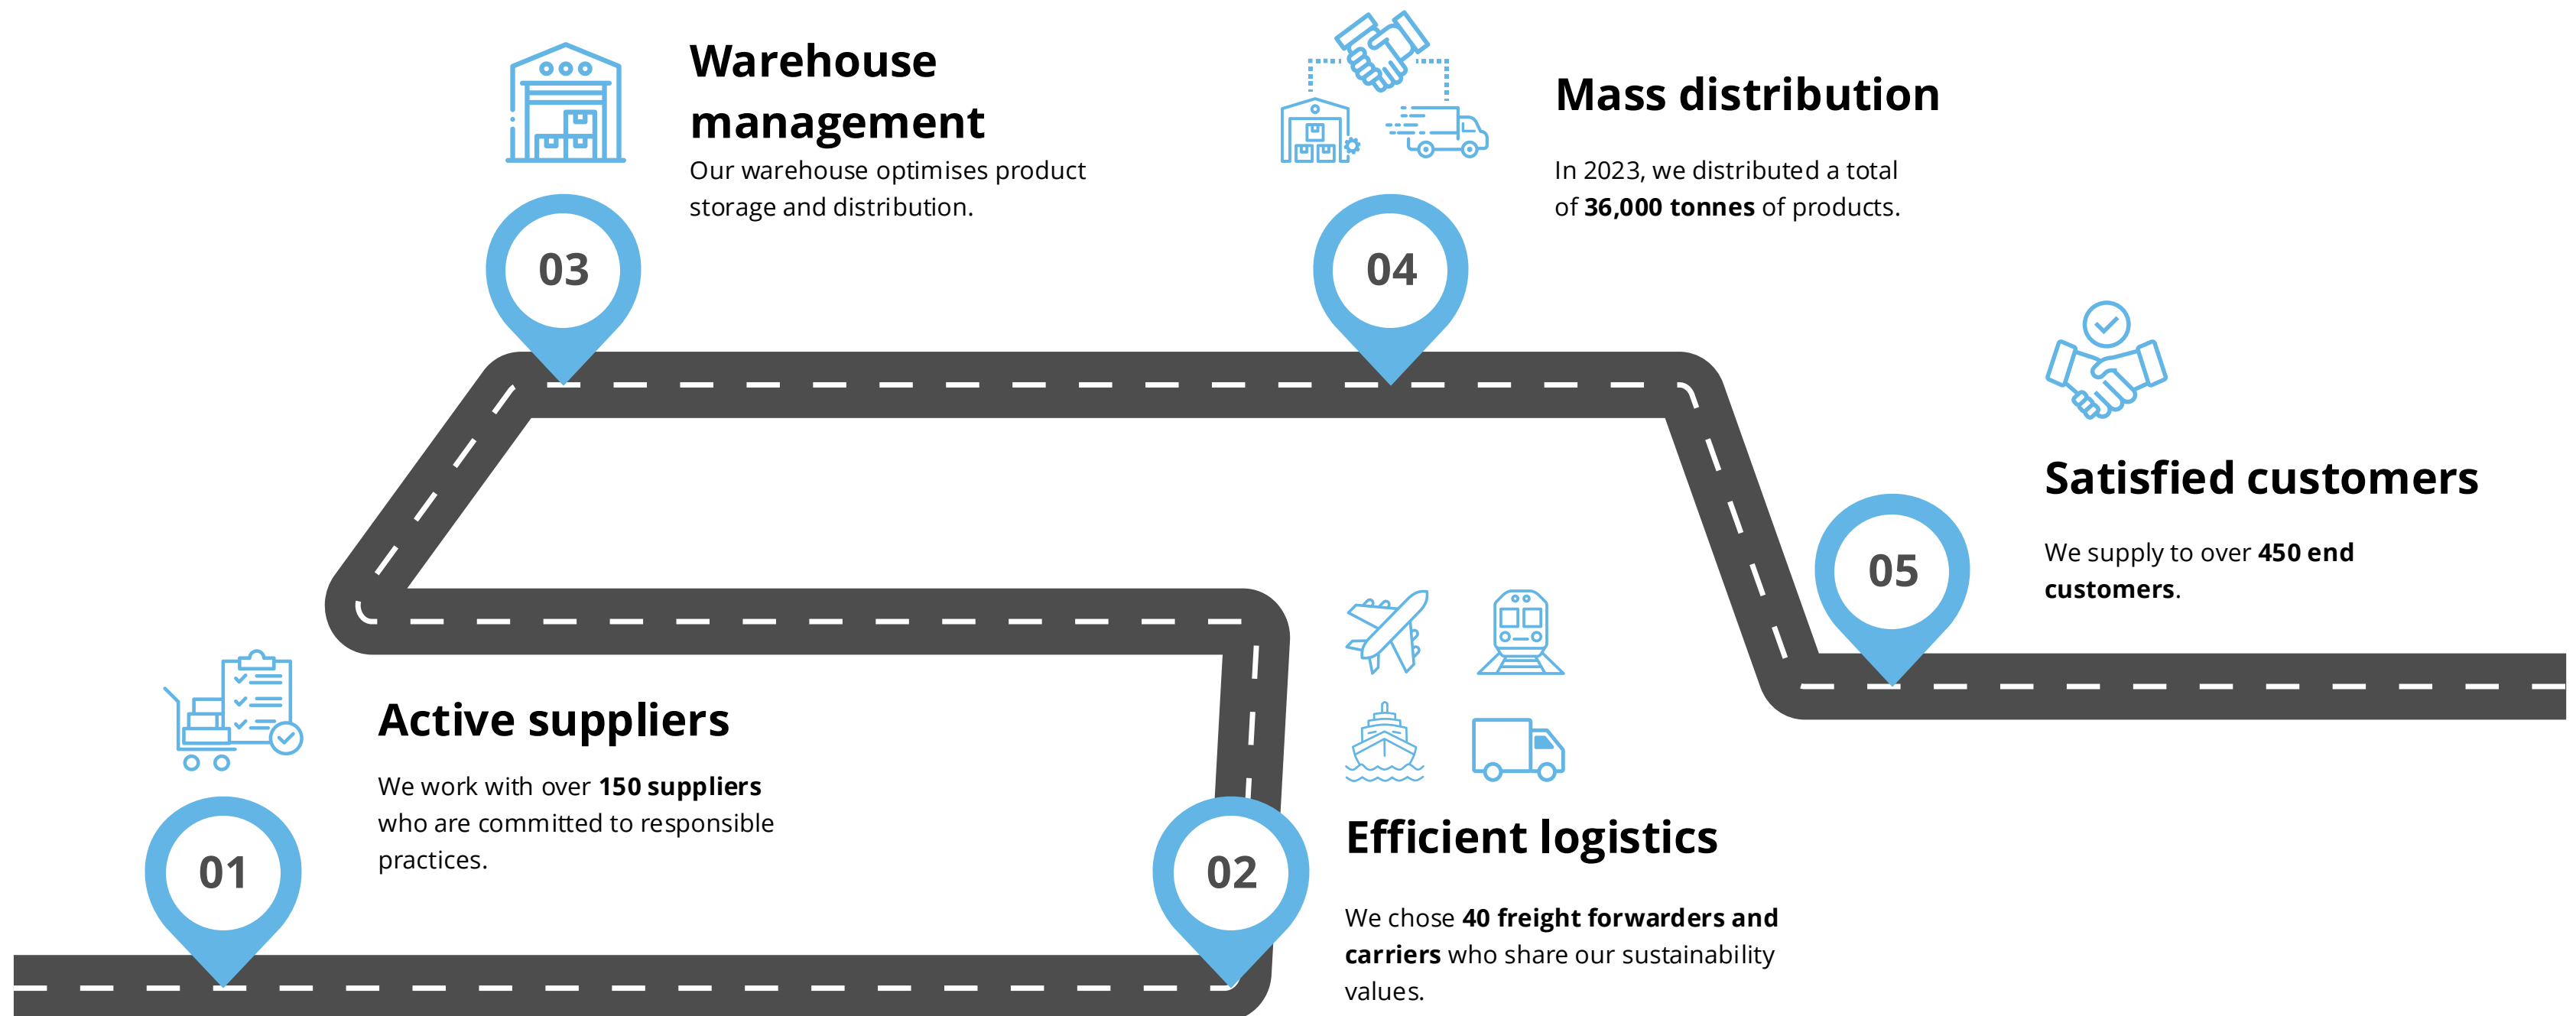 Warehouse
management
Our warehouse optimises product
storage and distribution.
03
Mass distribution
In 2023, we distributed a total
of 36,000 tonnes of products.
04
Satisfied customers
We supply to over 450 end
customers.
05
Active suppliers
We work with over 150 suppliers
who are committed to responsible
practices.
01
02
Efficient logistics
We chose 40 freight forwarders and
carriers who share our sustainability
values.